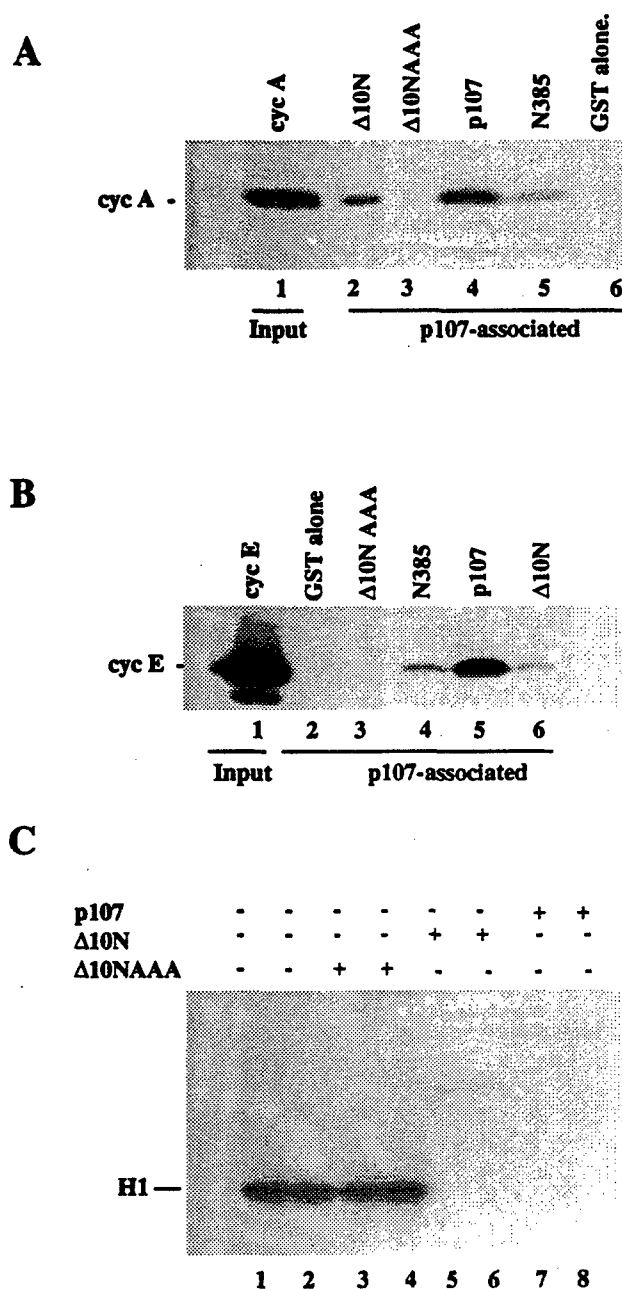 A
cyc A
Δ10N
Δ10NAAA
p107
N385
GST alone.
cyc A -
1 2 3 4 5 6
Input p107-associated
B
cyc E
GST alone
Δ10N AAA
N385
p107
Δ10N
cyc E -
1 2 3 4 5 6
Input p107-associated
C
p107 - - - - - - + +
Δ10N - - - - + + - -
Δ10NAAA - - + + - - - -
H1 —
1 2 3 4 5 6 7 8